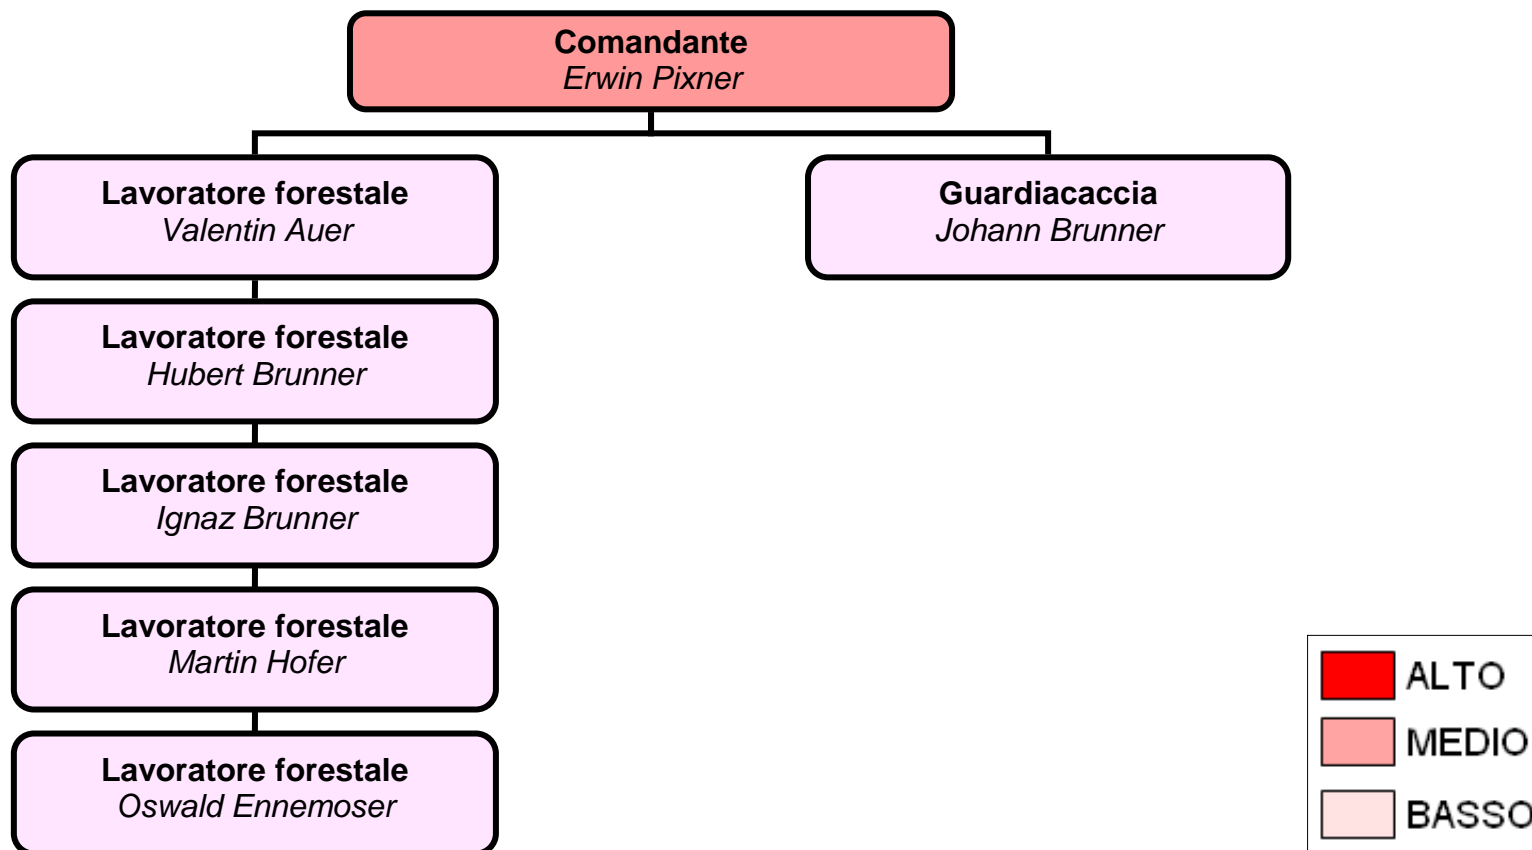 Comandante
Erwin Pixner
Lavoratore forestale
Valentin Auer
Guardiacaccia
Johann Brunner
Lavoratore forestale
Hubert Brunner
Lavoratore forestale
Ignaz Brunner
Lavoratore forestale
Martin Hofer
Lavoratore forestale
Oswald Ennemoser
ALTO
MEDIO
BASSO